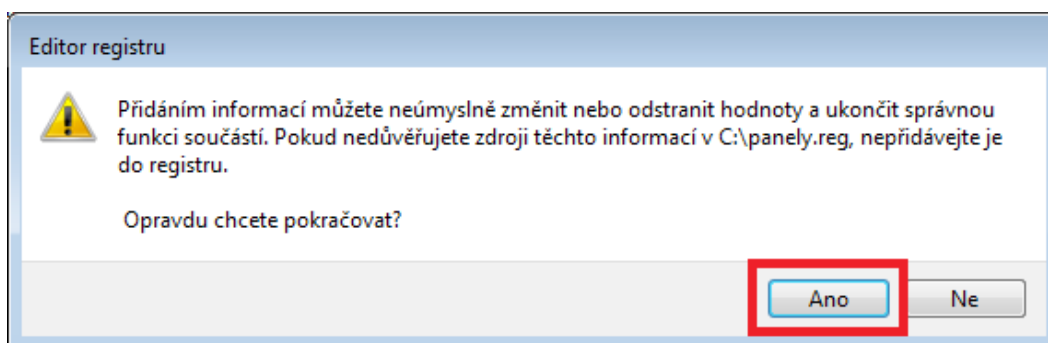 Editor registru
Přidáním informací můžete neúmyslně změnit nebo odstranit hodnoty a ukončit správnou
funkci součástí. Pokud nedůvěřujete zdroji těchto informací v C:\panely.reg, nepřidávejte je
do registru.
Opravdu chcete pokračovat?
Ano Ne